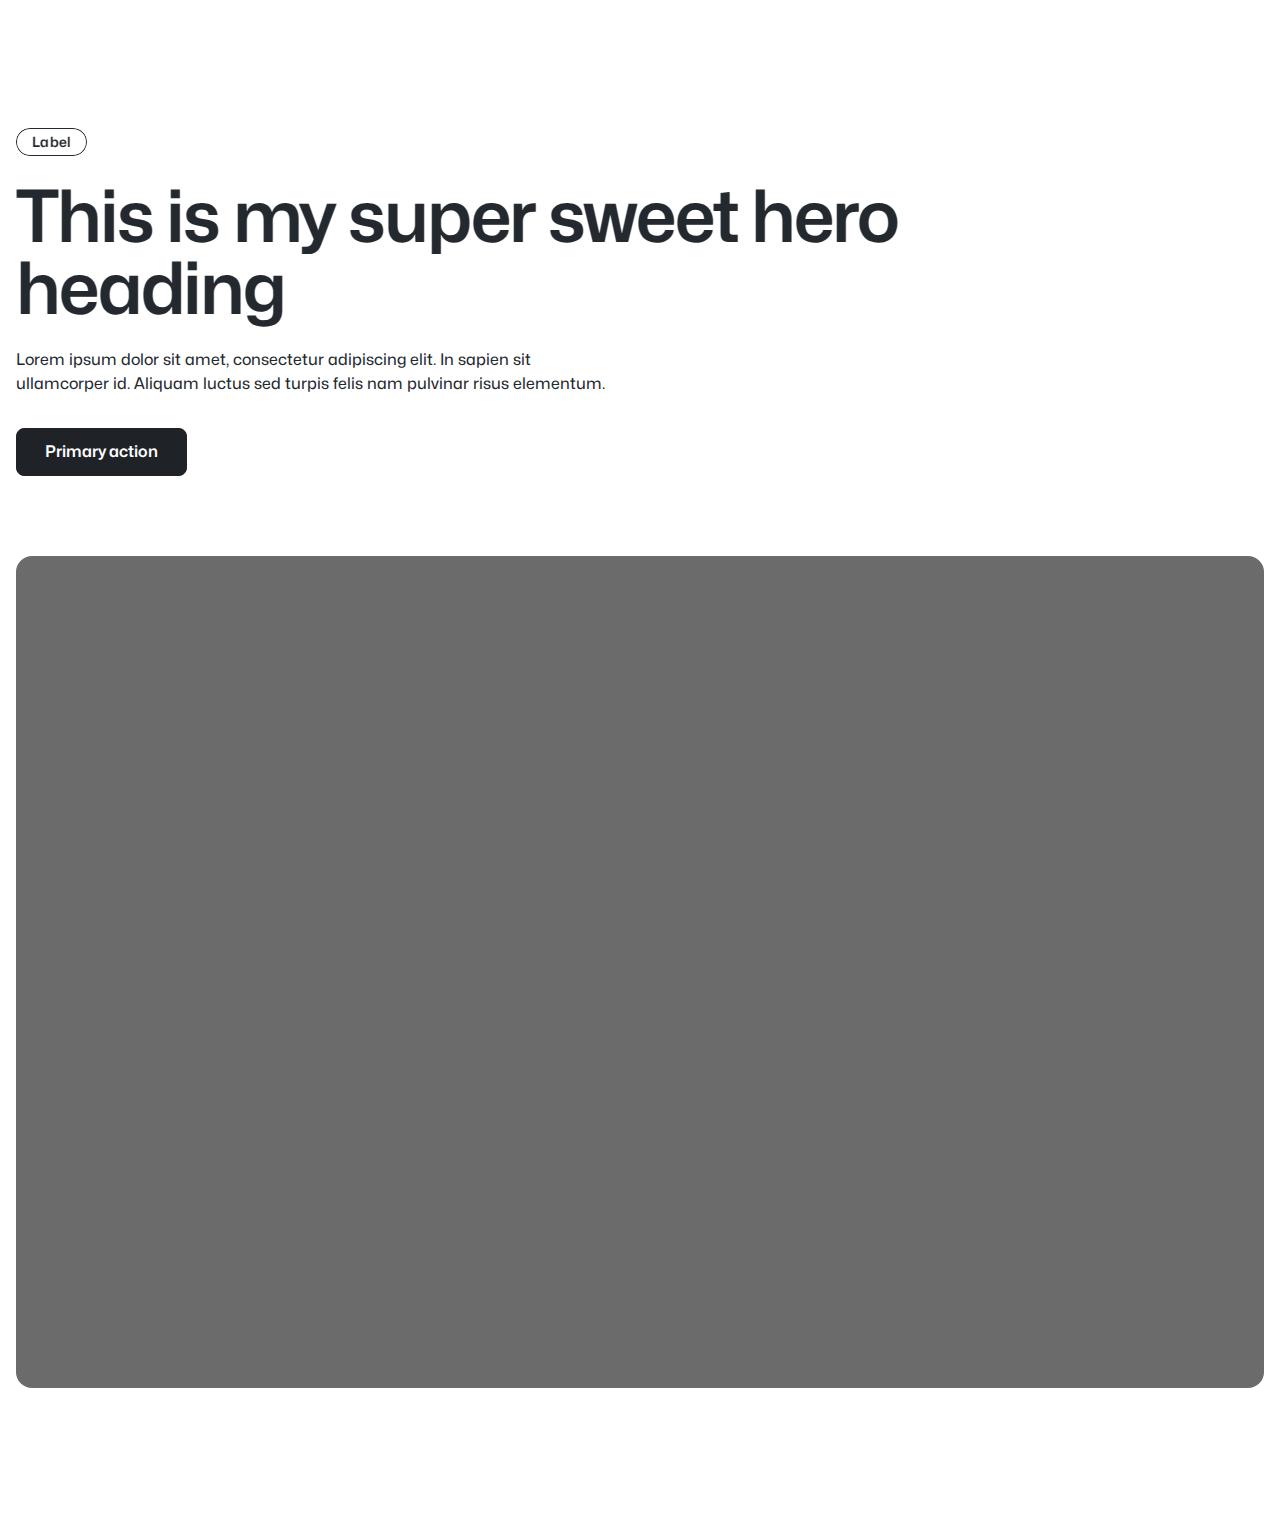 Label
This is my super sweet hero
heading
Lorem ipsum dolor sit amet, consectetur adipiscing elit. In sapien sit
ullamcorper id. Aliquam luctus sed turpis felis nam pulvinar risus elementum.
Primary action